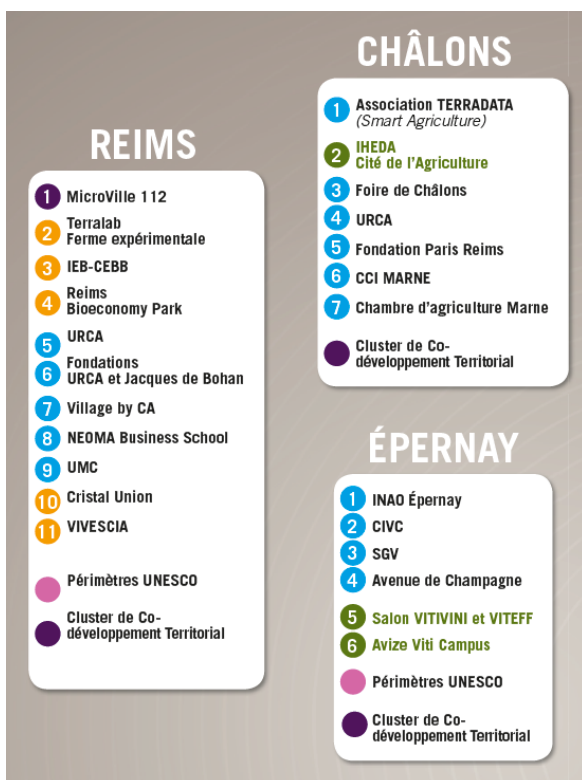 CHÂLONS
1 Association TERRADATA
(Smart Agriculture)
2 IHEDA
Cité de l'Agriculture
3 Foire de Châlons
4 URCA
5 Fondation Paris Reims
6 CCI MARNE
7 Chambre d'agriculture Marne
Cluster de Co-
développement Territorial
REIMS
1 MicroVille 112
2 Terralab
Ferme expérimentale
3 IEB-CEBB
4 Reims
Bioeconomy Park
5 URCA
6 Fondations
URCA et Jacques de Bohan
7 Village by CA
8 NEOMA Business School
9 UMC
10 Cristal Union
11 VIVESCIA
Périmètres UNESCO
Cluster de Co-
développement Territorial
ÉPERNAY
1 INAO Épernay
2 CIVC
3 SGV
4 Avenue de Champagne
5 Salon VITIVINI et VITEFF
6 Avize Viti Campus
Périmètres UNESCO
Cluster de Co-
développement Territorial